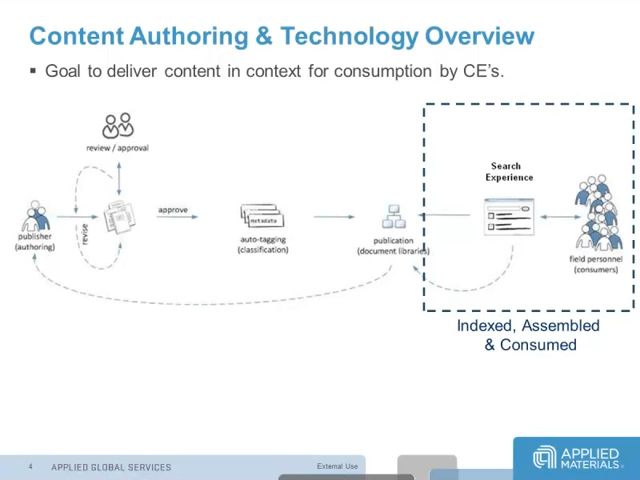 Content Authoring & Technology Overview
▪ Goal to deliver content in context for consumption by CE's.
review / approval
Search
Experience
publisher
(authoring)
revise
approve
metadata
auto-tagging
(classification)
publication
(document libraries)
field personnel
(consumers)
Indexed, Assembled
& Consumed
4 APPLIED GLOBAL SERVICES
External Use
APPLIED
MATERIALS